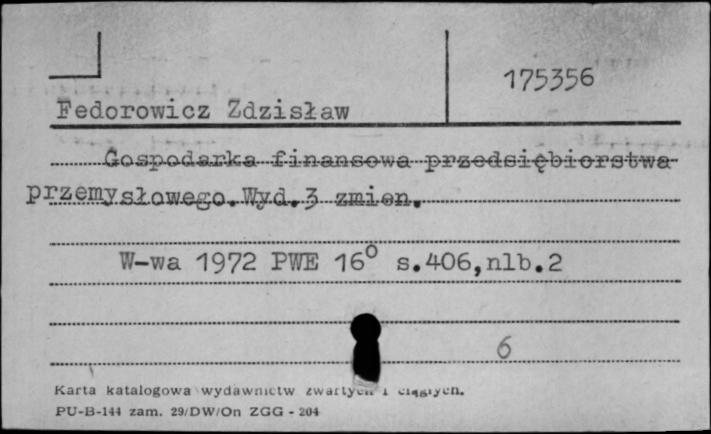 175356
Fedorowicz Zdzisław
Gospodarka finansowa przedsiębiorstwa
przemysłowego. Wyd. 3 zmien.
W-wa 1972 PWE 16° s.406, nlb.2
6
Karta katalogowa wydawnictw zwartych i ciągłych.
PU-B-144 zam. 29/DW/On ZGG - 204